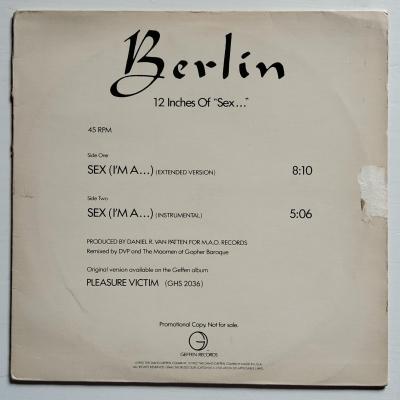 Berlin
12 Inches Of "Sex..."
45 RPM
Side One
SEX (I'M A...) (EXTENDED VERSION) 8:10
Side Two
SEX (I'M A...) (INSTRUMENTAL) 5:06
PRODUCED BY DANIEL R. VAN PATTEN FOR M.A.O. RECORDS
Remixed by DVP and The Maomen at Gopher Baroque
Original version available on the Geffen album
PLEASURE VICTIM (GHS 2036)
Promotional Copy. Not for sale.
G
GEFFEN RECORDS